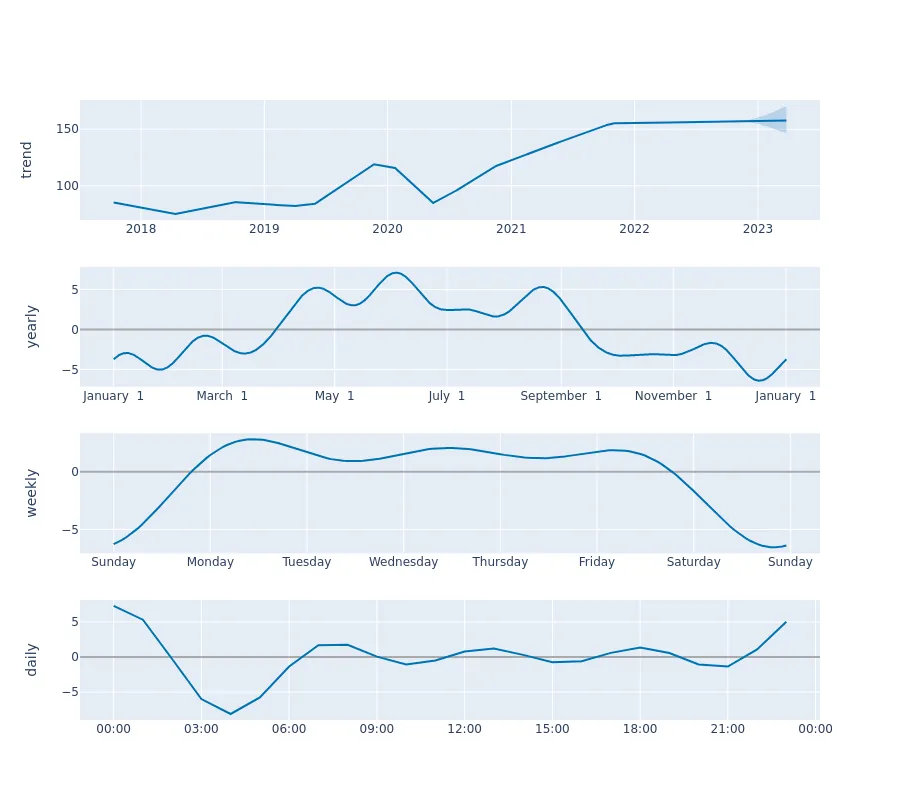 trend
150
100
2018 2019 2020 2021 2022 2023
yearly
5
0
−5
January 1 March 1 May 1 July 1 September 1 November 1 January 1
weekly
0
−5
Sunday Monday Tuesday Wednesday Thursday Friday Saturday Sunday
daily
5
0
−5
00:00 03:00 06:00 09:00 12:00 15:00 18:00 21:00 00:00